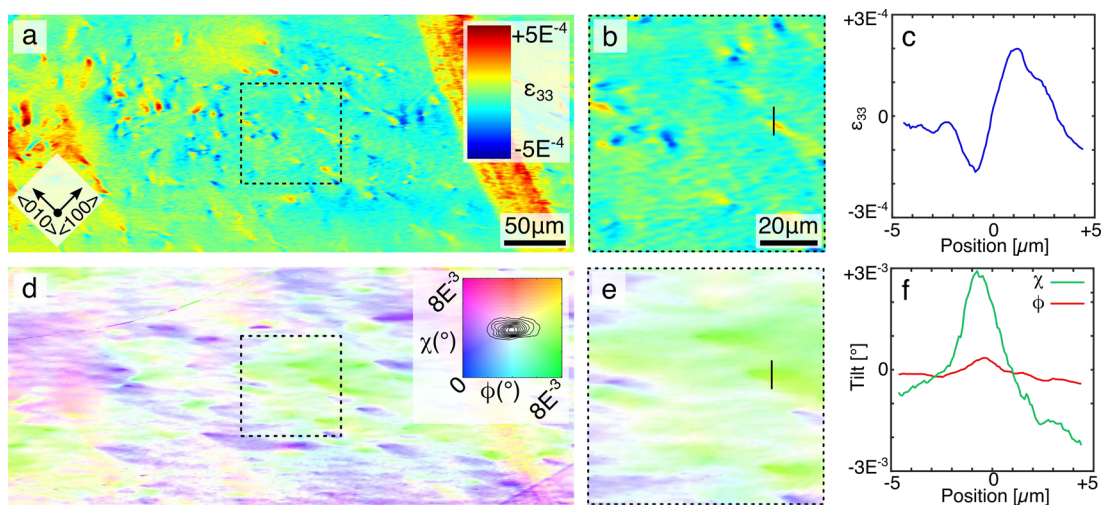 a
+5E⁻⁴
ε₃₃
-5E⁻⁴
<010>
<100>
50µm
b
20µm
c
+3E⁻⁴
ε₃₃
0
-3E⁻⁴
-5
0
+5
Position [µm]
d
8E⁻³
χ(°)
0
ϕ(°)
8E⁻³
e
f
+3E⁻³
χ
ϕ
Tilt [°]
0
-3E⁻³
-5
0
+5
Position [µm]